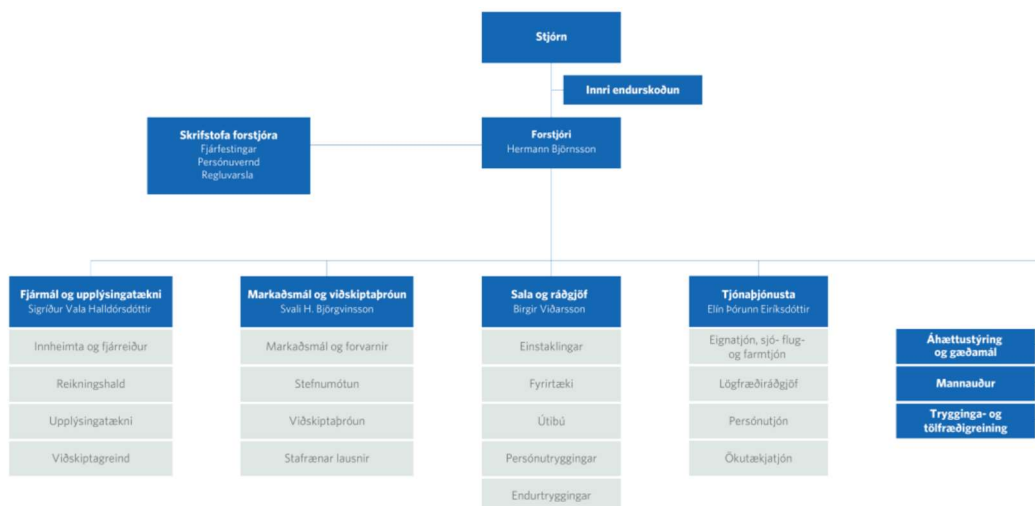 Stjórn
Innri endurskoðun
Skrifstofa forstjóra
Fjárfestingar
Persónuvernd
Regluvarsla
Forstjóri
Hermann Björnsson
Fjármál og upplýsingatækni
Sigríður Vala Halldórsdóttir
Innheimta og fjárreiður
Reikningshald
Upplýsingatækni
Viðskiptagreind
Markaðsmál og viðskiptaþróun
Svali H. Björgvinsson
Markaðsmál og forvarnir
Stefnumótun
Viðskiptaþróun
Stafrænar lausnir
Sala og ráðgjöf
Birgir Viðarsson
Einstaklingar
Fyrirtæki
Útibú
Persónutryggingar
Endurtryggingar
Tjónaþjónusta
Elín Þórunn Eiríksdóttir
Eignatjón, sjó- flug-
og farmtjón
Lögfræðiráðgjöf
Persónutjón
Ökutækjatjón
Áhættustýring
og gæðamál
Mannauður
Trygginga- og
tölfræðigreining